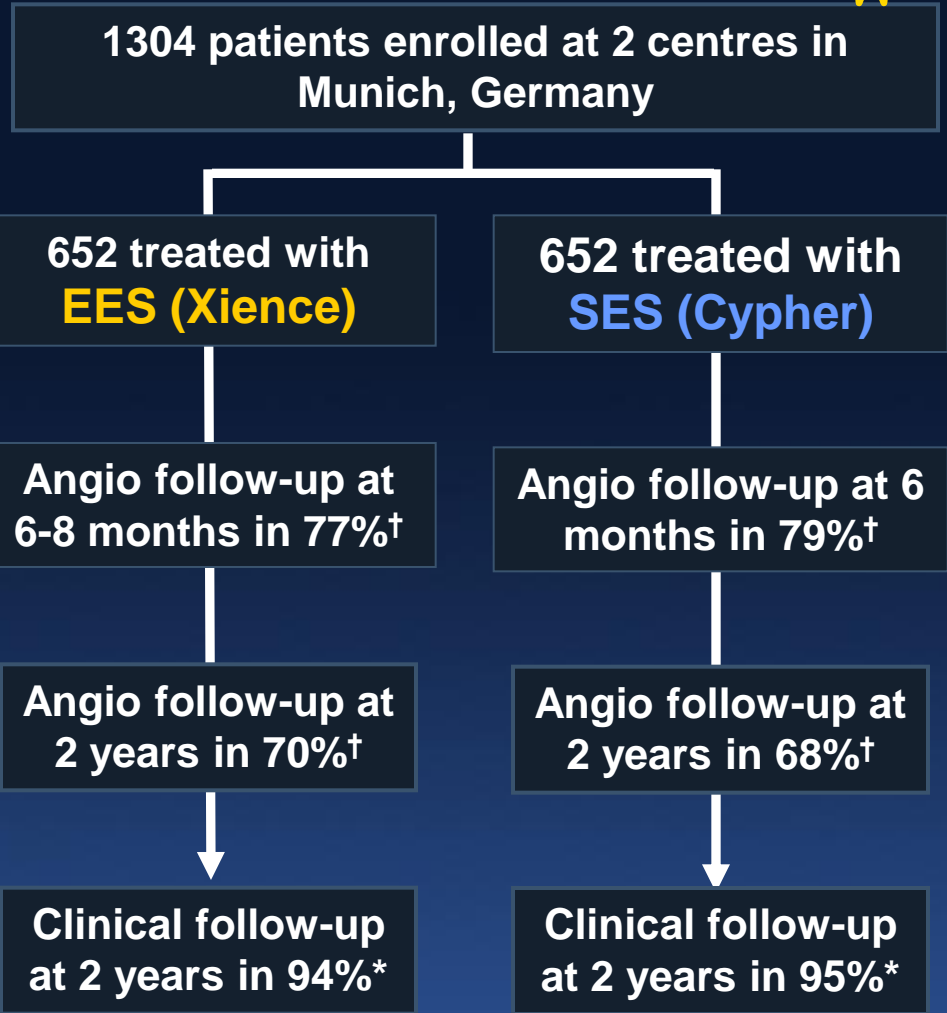 1304 patients enrolled at 2 centres in
Munich, Germany
652 treated with
EES (Xience)
652 treated with
SES (Cypher)
Angio follow-up at
6-8 months in 77%†
Angio follow-up at 6
months in 79%†
Angio follow-up at
2 years in 70%†
Angio follow-up at
2 years in 68%†
Clinical follow-up
at 2 years in 94%*
Clinical follow-up
at 2 years in 95%*